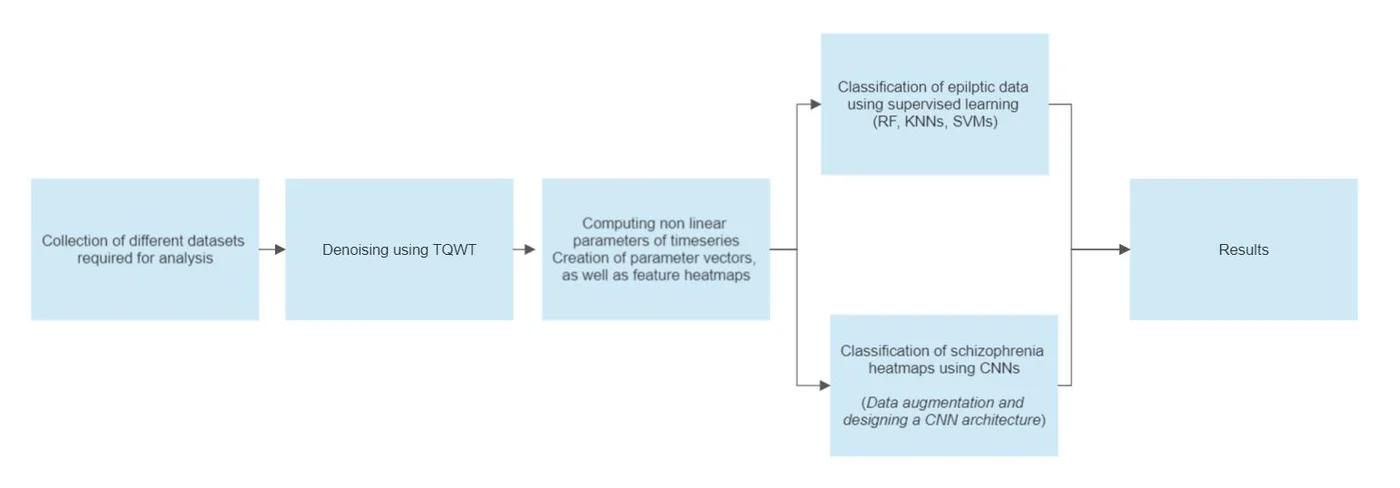 Collection of different datasets
required for analysis
Denoising using TQWT
Computing non linear
parameters of timeseries
Creation of parameter vectors,
as well as feature heatmaps
Classification of epilptic data
using supervised learning
(RF, KNNs, SVMs)
Classification of schizophrenia
heatmaps using CNNs
(Data augmentation and
designing a CNN architecture)
Results